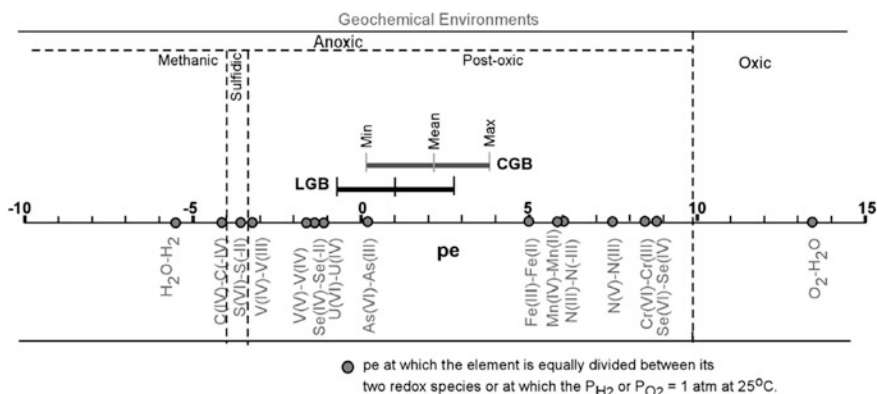 Geochemical Environments
Anoxic
Methanic
Sulfidic
Post-oxic
Oxic
Min
Mean
Max
CGB
LGB
-10
-5
0
5
10
15
pe
H2O-H2
C(IV)-C(-IV)
S(VI)-S(-II)
V(IV)-V(III)
V(V)-V(IV)
Se(IV)-Se(-II)
U(VI)-U(IV)
As(VI)-As(III)
Fe(III)-Fe(II)
Mn(IV)-Mn(II)
N(III)-N(-III)
N(V)-N(III)
Cr(VI)-Cr(III)
Se(VI)-Se(IV)
O2-H2O
pe at which the element is equally divided between its
two redox species or at which the PH2 or PO2 = 1 atm at 25°C.